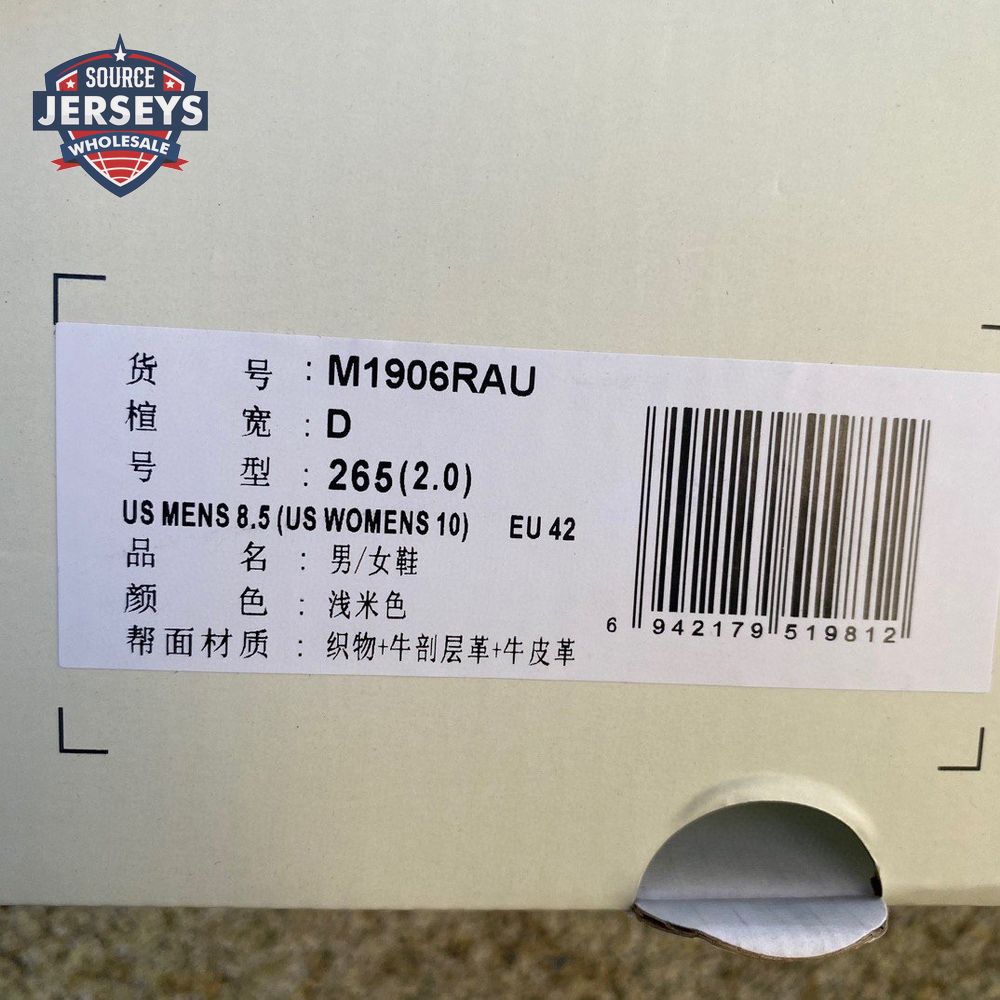 SOURCE
JERSEYS
WHOLESALE
货号：M1906RAU
楦宽：D
号型：265(2.0)
US MENS 8.5 (US WOMENS 10) EU 42
品名：男/女鞋
颜色：浅米色
帮面材质：织物+牛剖层革+牛皮革
6 942179 519812